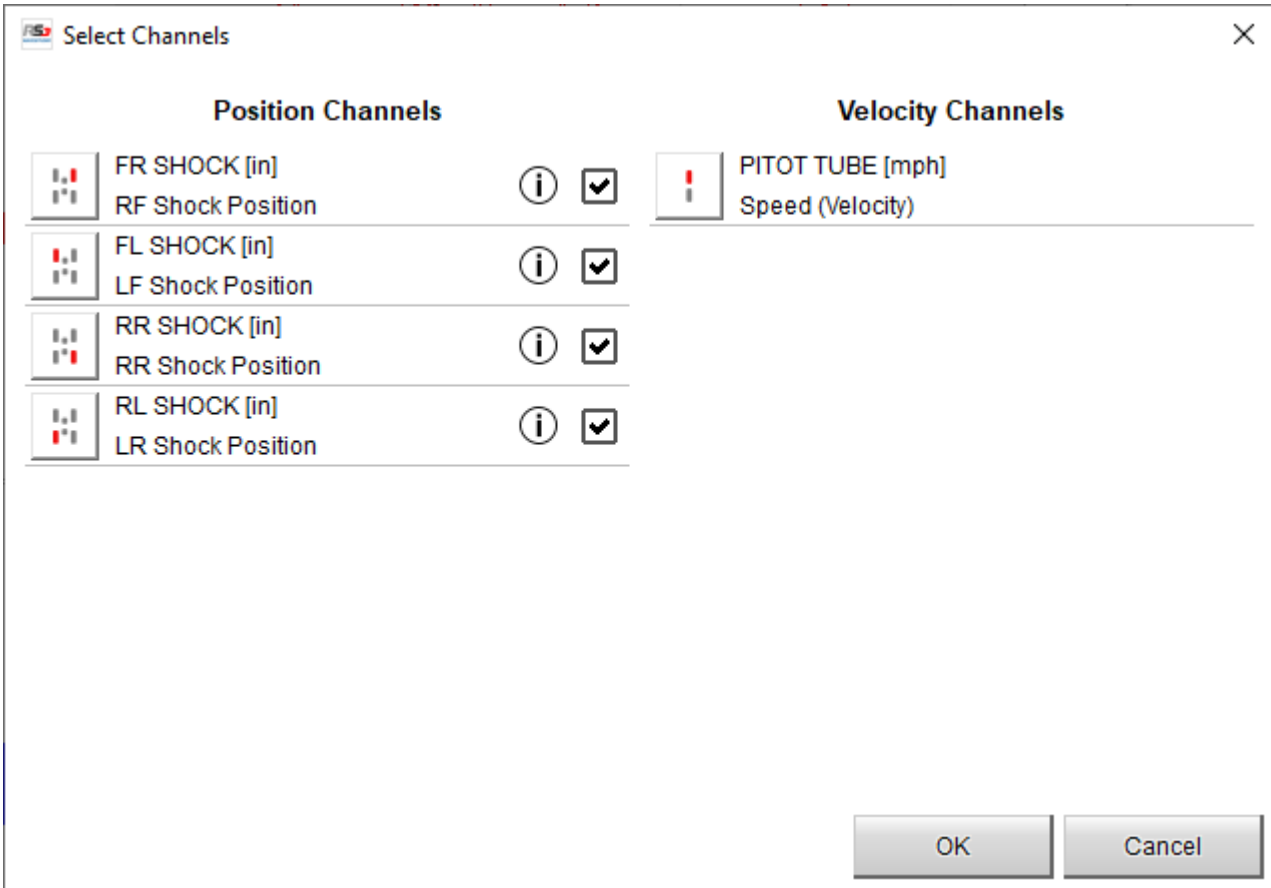 RS3 Select Channels
Position Channels
FR SHOCK [in]
RF Shock Position
FL SHOCK [in]
LF Shock Position
RR SHOCK [in]
RR Shock Position
RL SHOCK [in]
LR Shock Position
Velocity Channels
PITOT TUBE [mph]
Speed (Velocity)
OK
Cancel